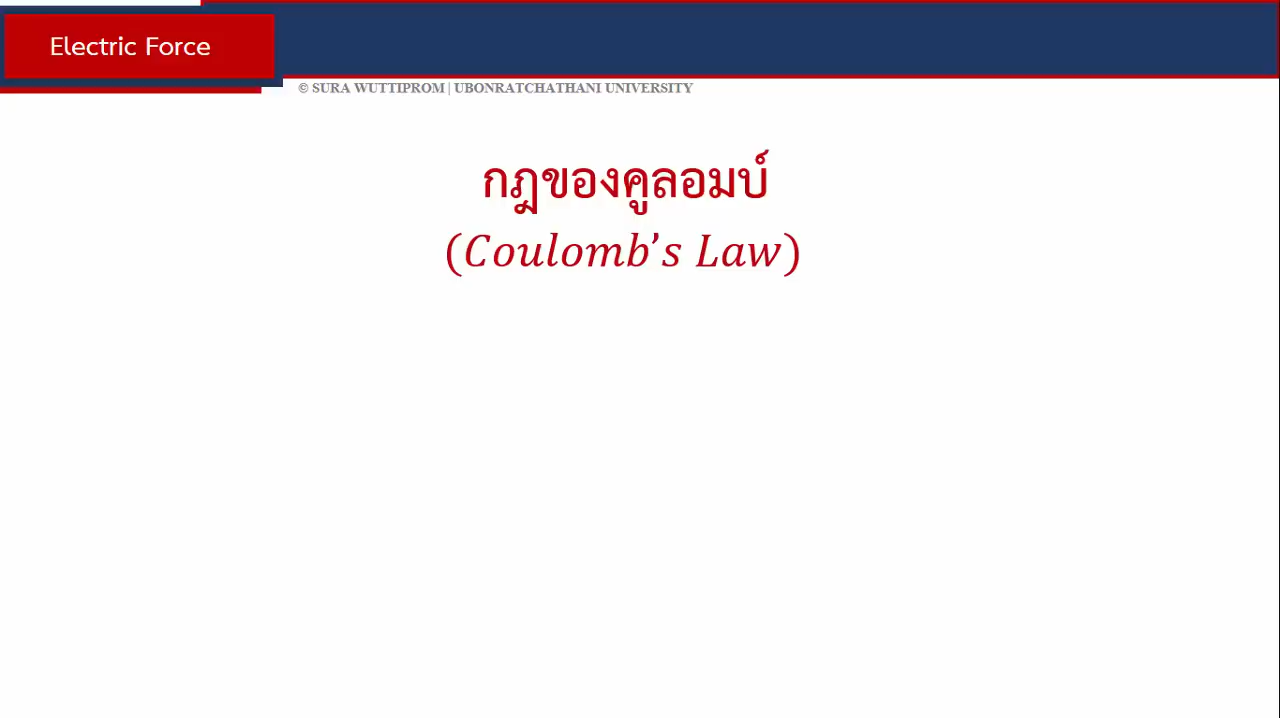 Electric Force
© SURA WUTTIPROM | UBONRATCHATHANI UNIVERSITY
กฎของคูลอมบ์
(Coulomb’s Law)